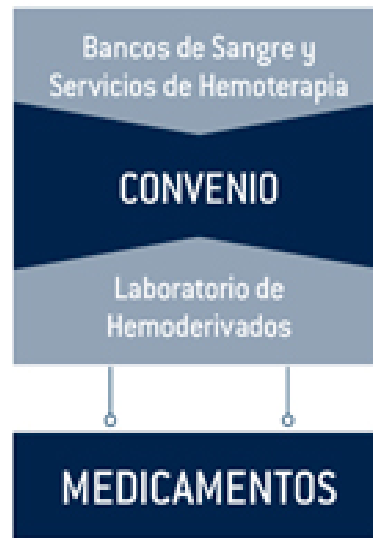 Bancos de Sangre y
Servicios de Hemoterapia
CONVENIO
Laboratorio de
Hemoderivados
MEDICAMENTOS